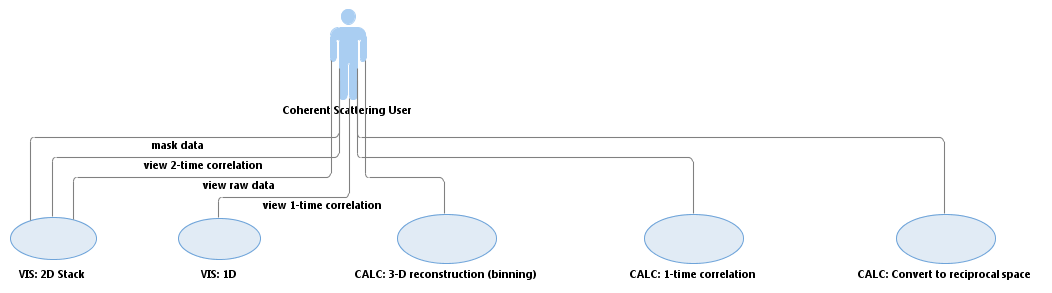 Coherent Scattering User
mask data
view 2-time correlation
view raw data
view 1-time correlation
VIS: 2D Stack
VIS: 1D
CALC: 3-D reconstruction (binning)
CALC: 1-time correlation
CALC: Convert to reciprocal space